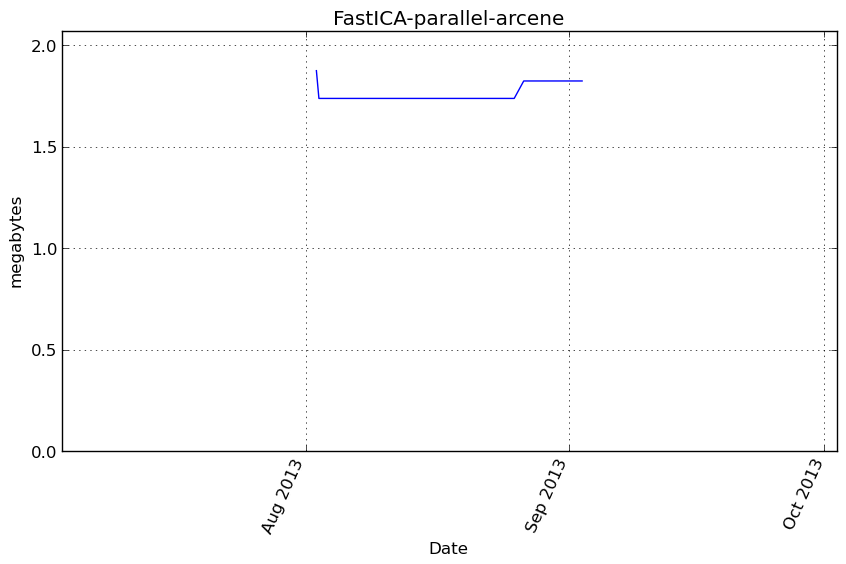 FastICA-parallel-arcene
2.0
1.5
1.0
0.5
0.0
megabytes
Aug 2013
Sep 2013
Oct 2013
Date